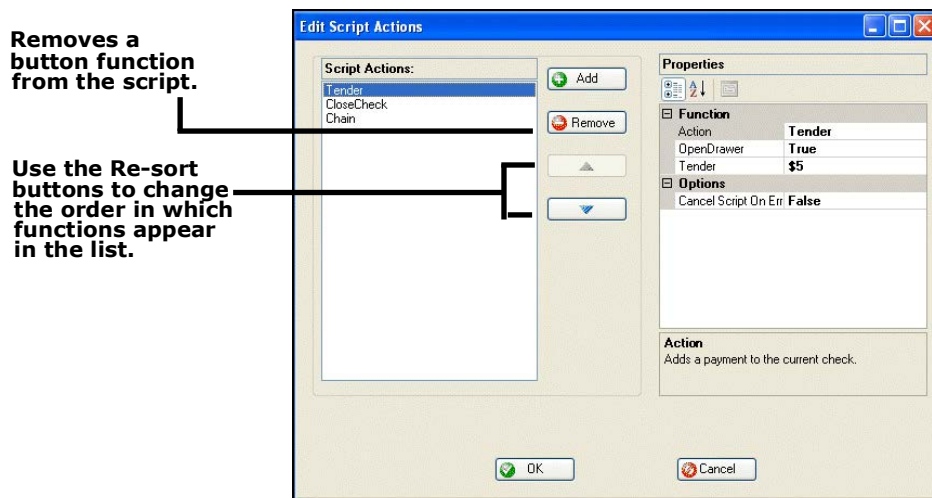 Edit Script Actions
Removes a
button function
from the script.
Use the Re-sort
buttons to change
the order in which
functions appear
in the list.
Script Actions:
Tender
CloseCheck
Chain
Add
Remove
Properties
Function
Action Tender
OpenDrawer True
Tender $5
Options
Cancel Script On Err False
Action
Adds a payment to the current check.
OK
Cancel